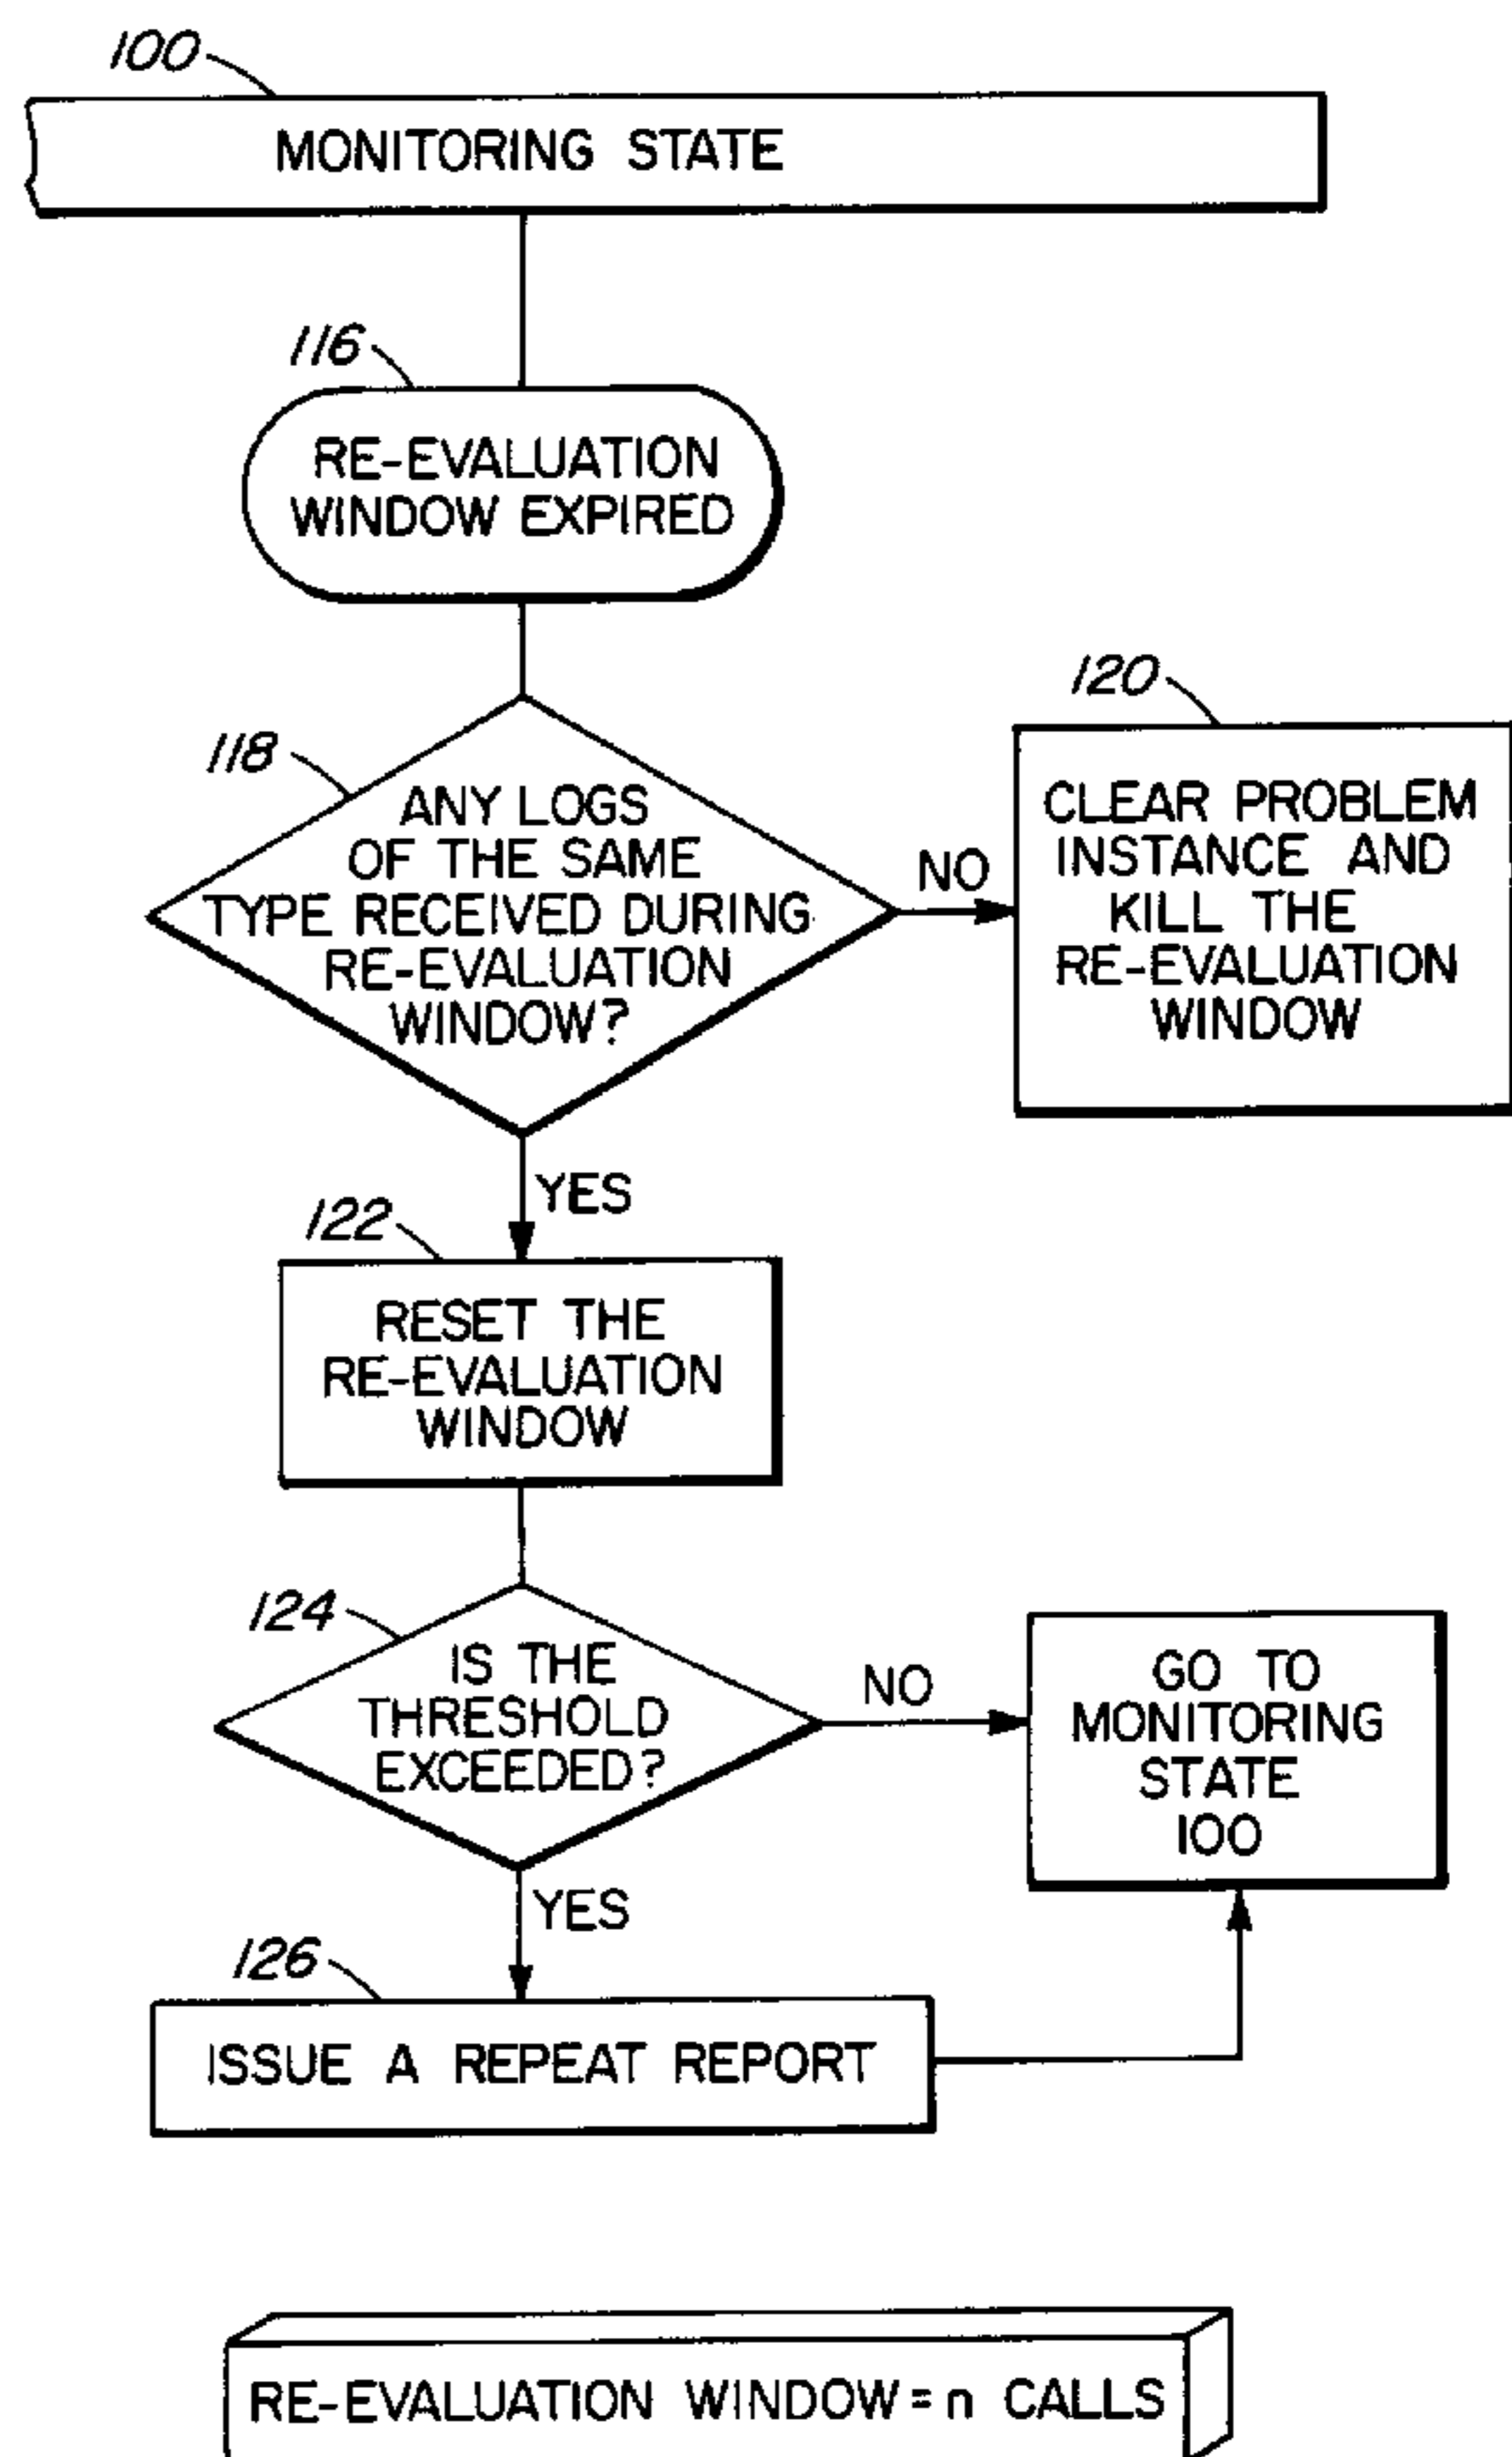 100
MONITORING STATE
116
RE-EVALUATION
WINDOW EXPIRED
118
ANY LOGS
OF THE SAME
TYPE RECEIVED DURING
RE-EVALUATION
WINDOW?
NO
120
CLEAR PROBLEM
INSTANCE AND
KILL THE
RE-EVALUATION
WINDOW
YES
122
RESET THE
RE-EVALUATION
WINDOW
124
IS THE
THRESHOLD
EXCEEDED?
NO
GO TO
MONITORING
STATE
100
YES
126
ISSUE A REPEAT REPORT
RE-EVALUATION WINDOW = n CALLS